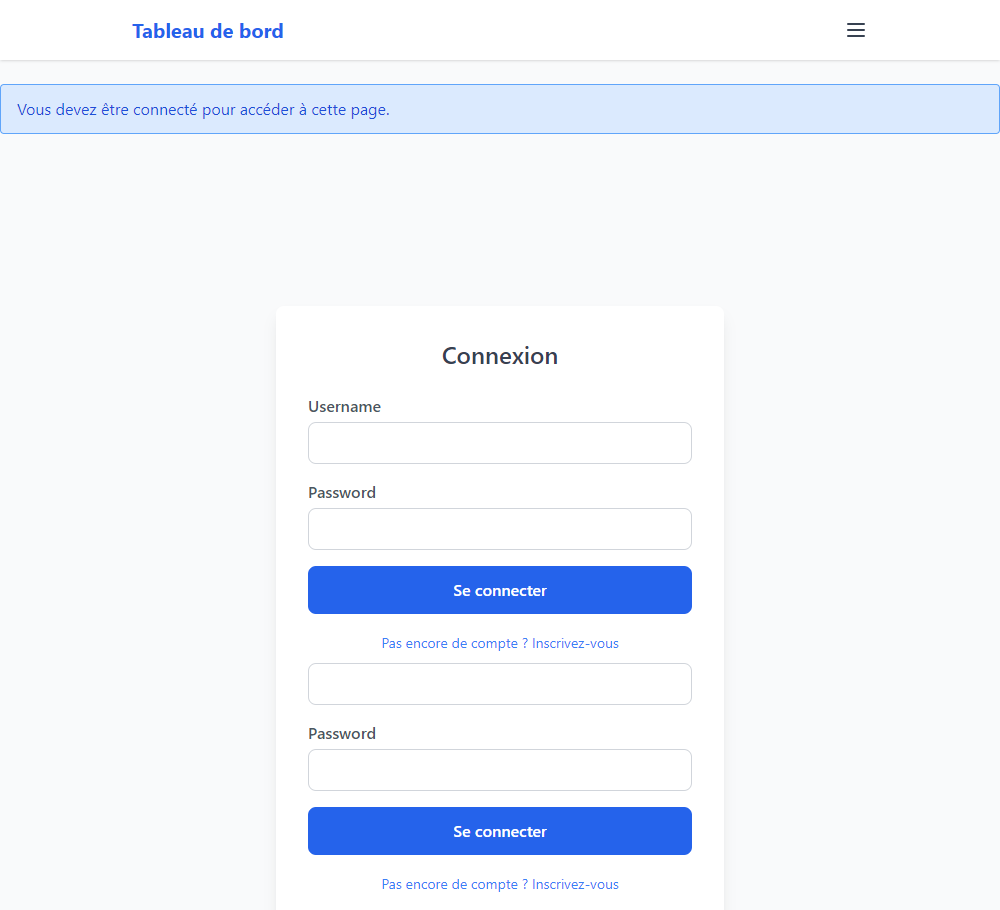 Tableau de bord
Vous devez être connecté pour accéder à cette page.
Connexion
Username
Password
Se connecter
Pas encore de compte ? Inscrivez-vous
Password
Se connecter
Pas encore de compte ? Inscrivez-vous